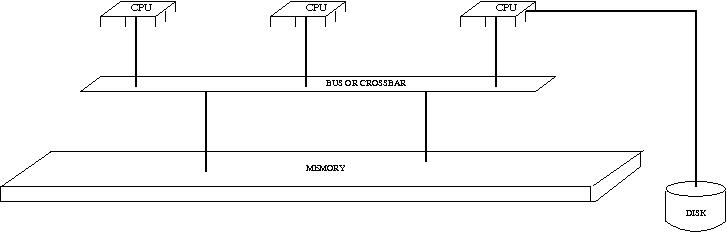 CPU
CPU
CPU
BUS OR CROSSBAR
MEMORY
DISK